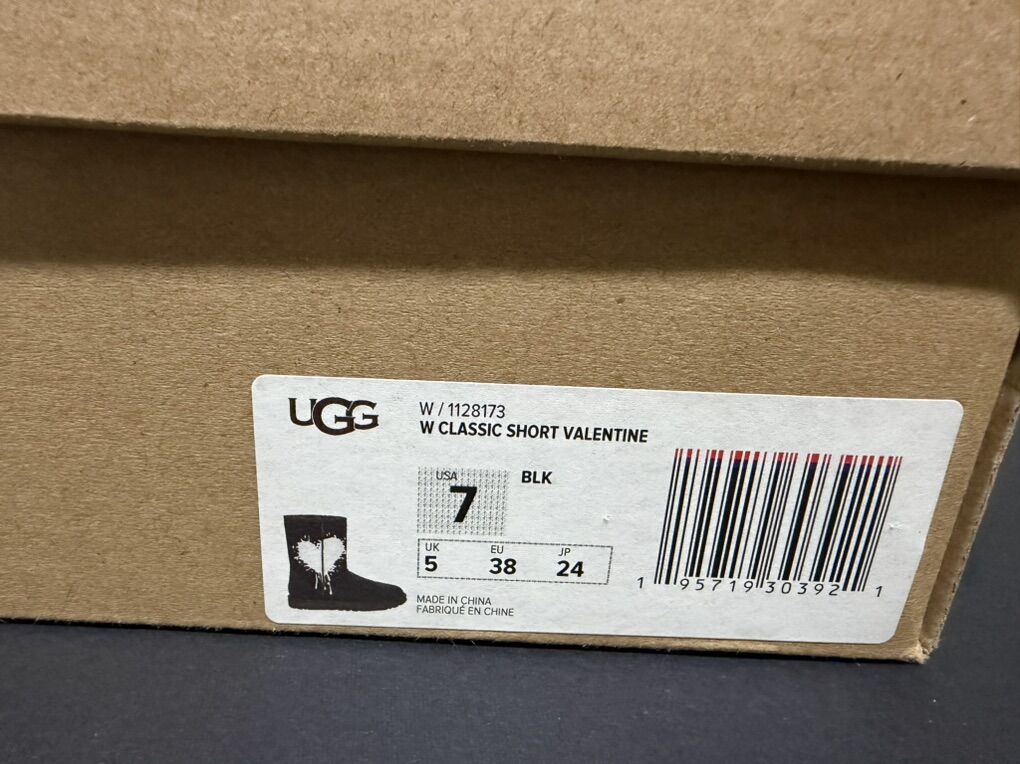 UGG
W / 1128173
W CLASSIC SHORT VALENTINE
USA
7
BLK
UK EU JP
5 38 24
MADE IN CHINA
FABRIQUÉ EN CHINE
1 95719 30392 1